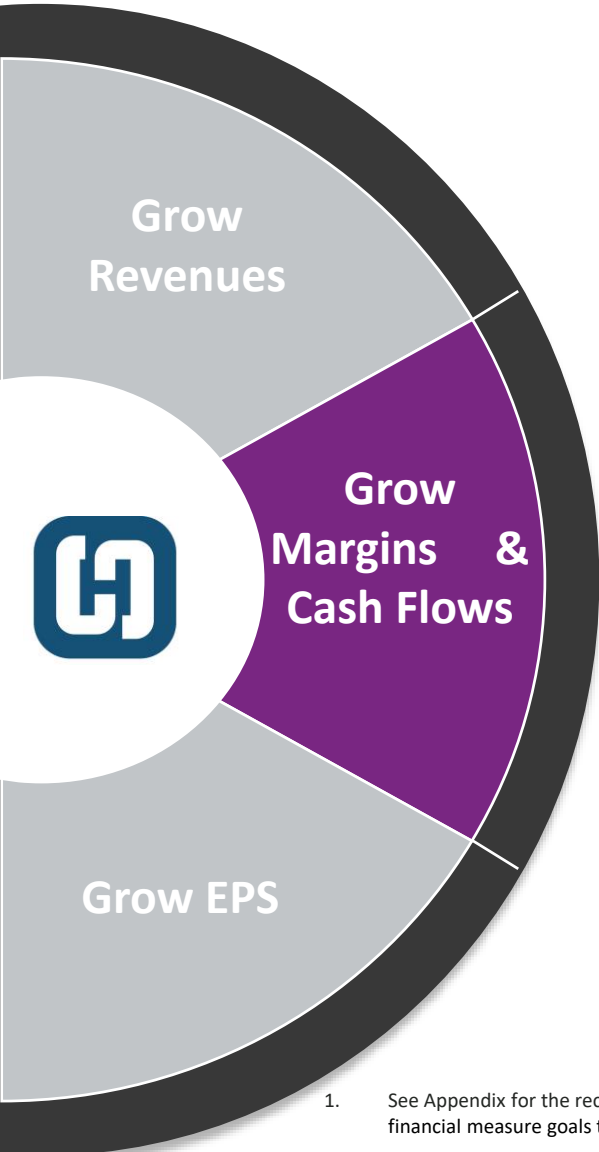 Grow
Revenues
Grow
Margins &
Cash Flows
Grow EPS
1. See Appendix for the rec
financial measure goals t